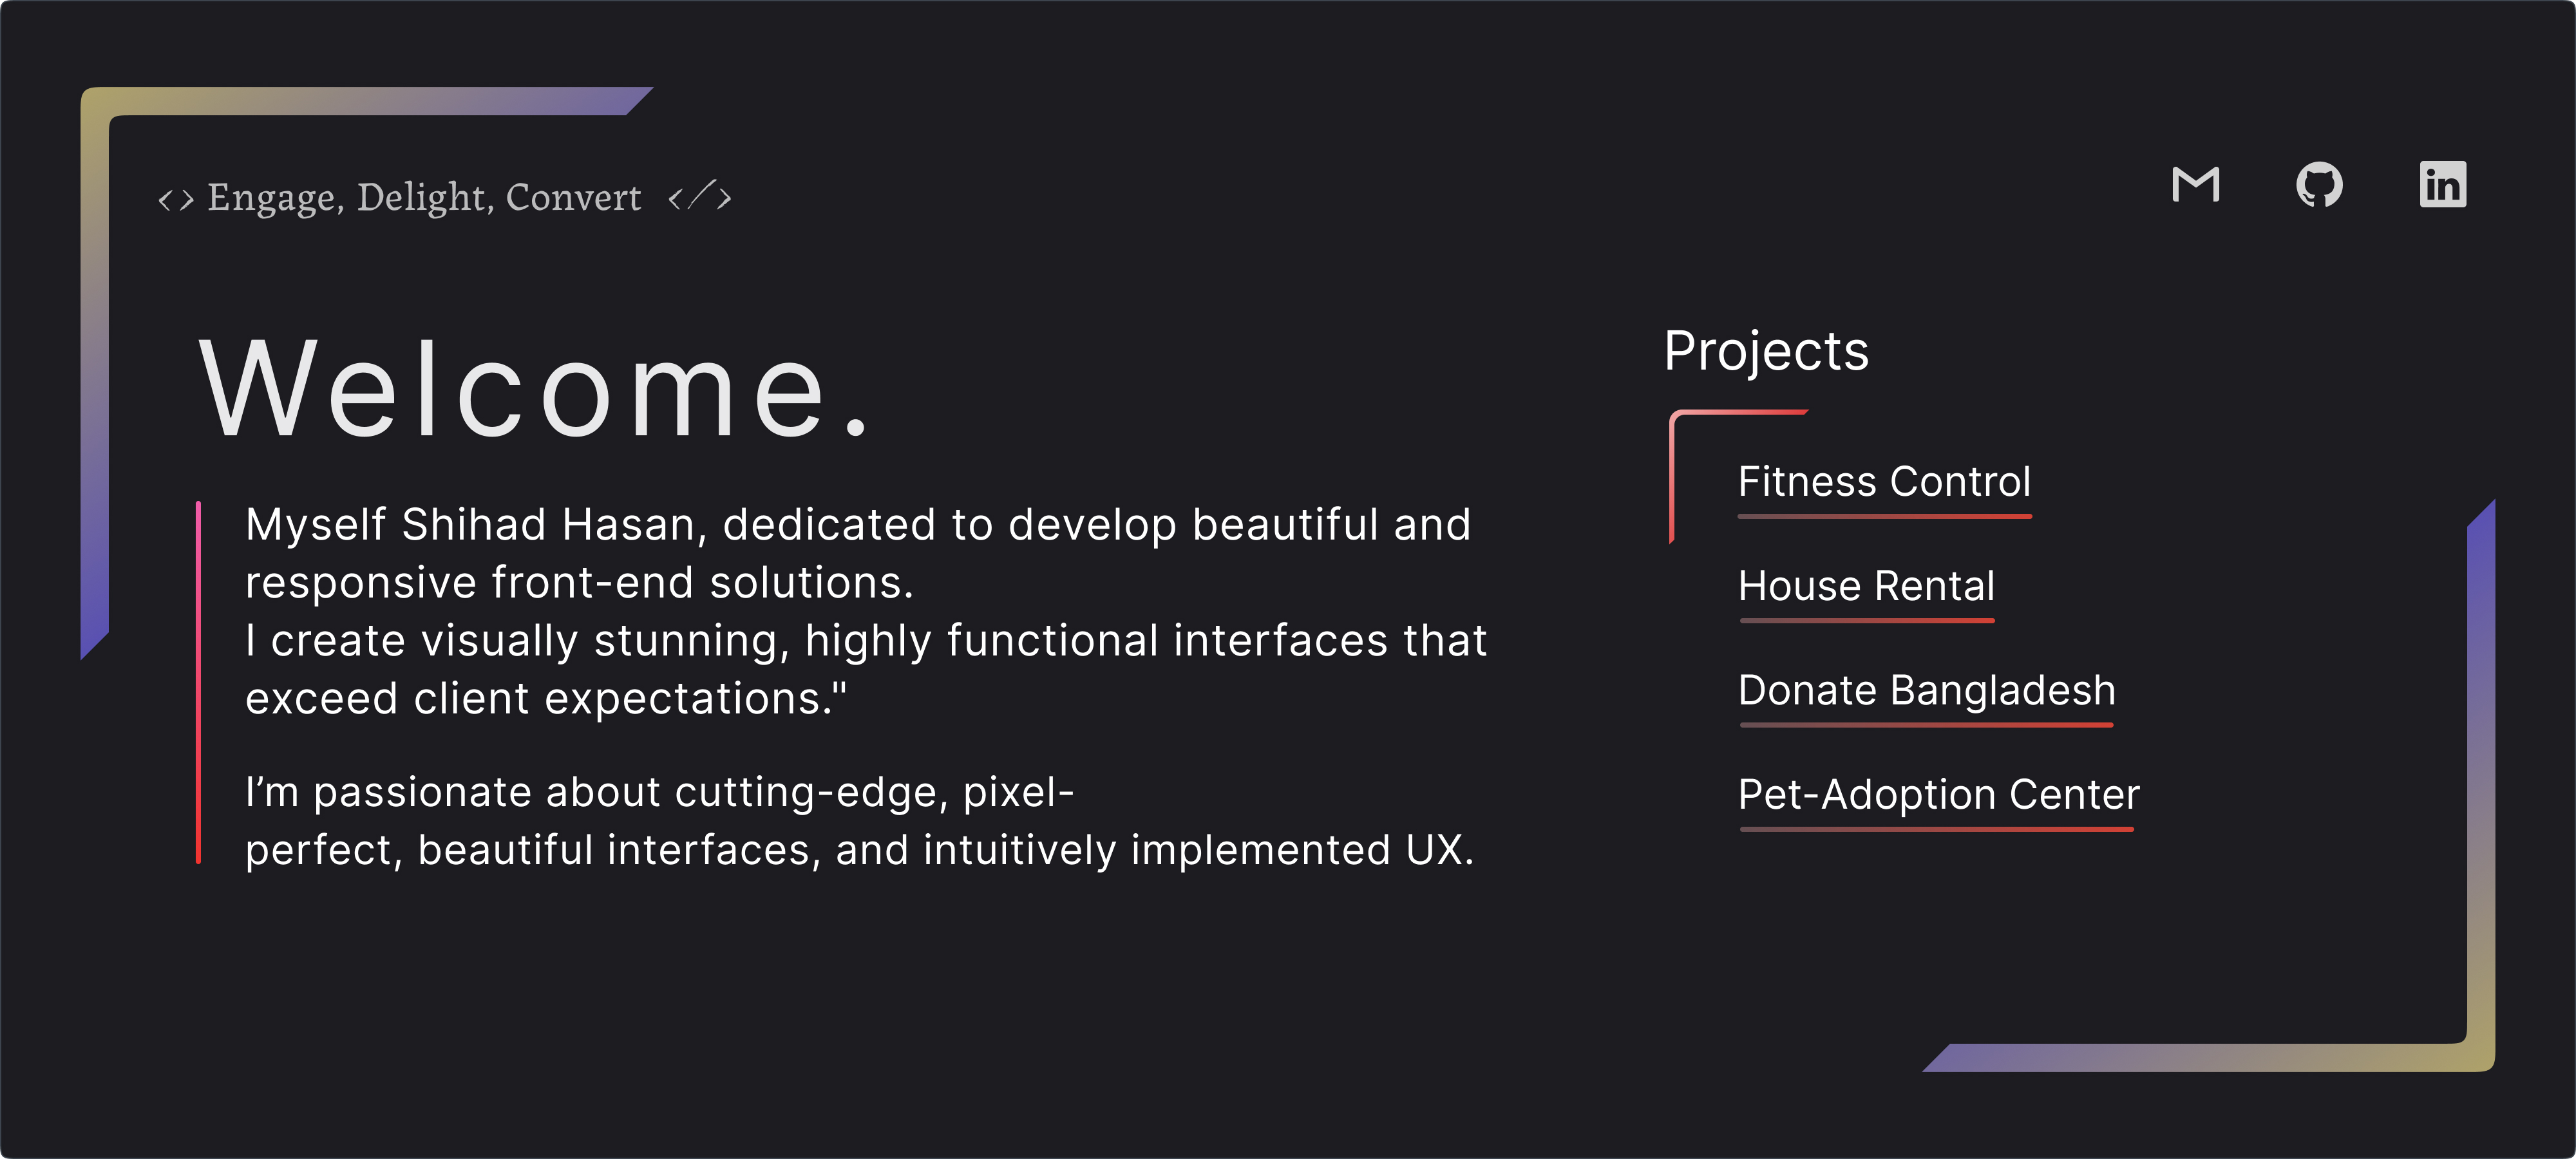 <> Engage, Delight, Convert </>
Welcome.
Myself Shihad Hasan, dedicated to develop beautiful and
responsive front-end solutions.
I create visually stunning, highly functional interfaces that
exceed client expectations."
I’m passionate about cutting-edge, pixel-
perfect, beautiful interfaces, and intuitively implemented UX.
Projects
Fitness Control
House Rental
Donate Bangladesh
Pet-Adoption Center
in